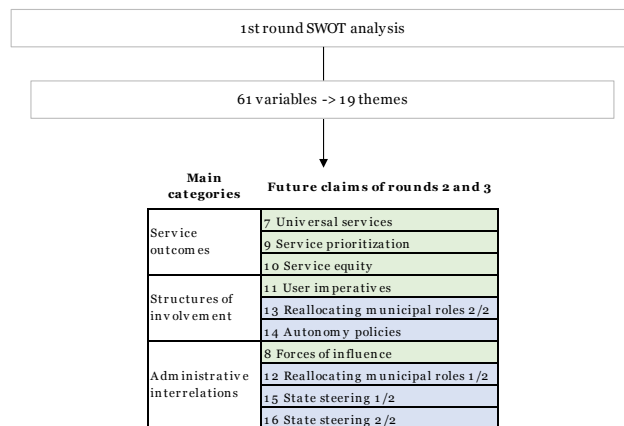 1st round SWOT analysis
61 variables -> 19 themes
Main
categories
Future claims of rounds 2 and 3
Service
outcomes
7 Universal services
9 Service prioritization
10 Service equity
Structures of
involvement
11 User imperatives
13 Reallocating municipal roles 2/2
14 Autonomy policies
Administrative
interrelations
8 Forces of influence
12 Reallocating municipal roles 1/2
15 State steering 1/2
16 State steering 2/2